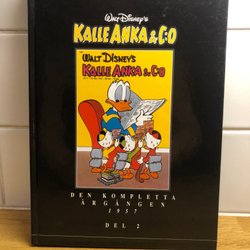 WALT DISNEY'S
KALLE ANKA & C:O
WALT DISNEY'S
KALLE ANKA & C:O
DEN KOMPLETTA
ÅRGÅNGEN
1957
DEL 2